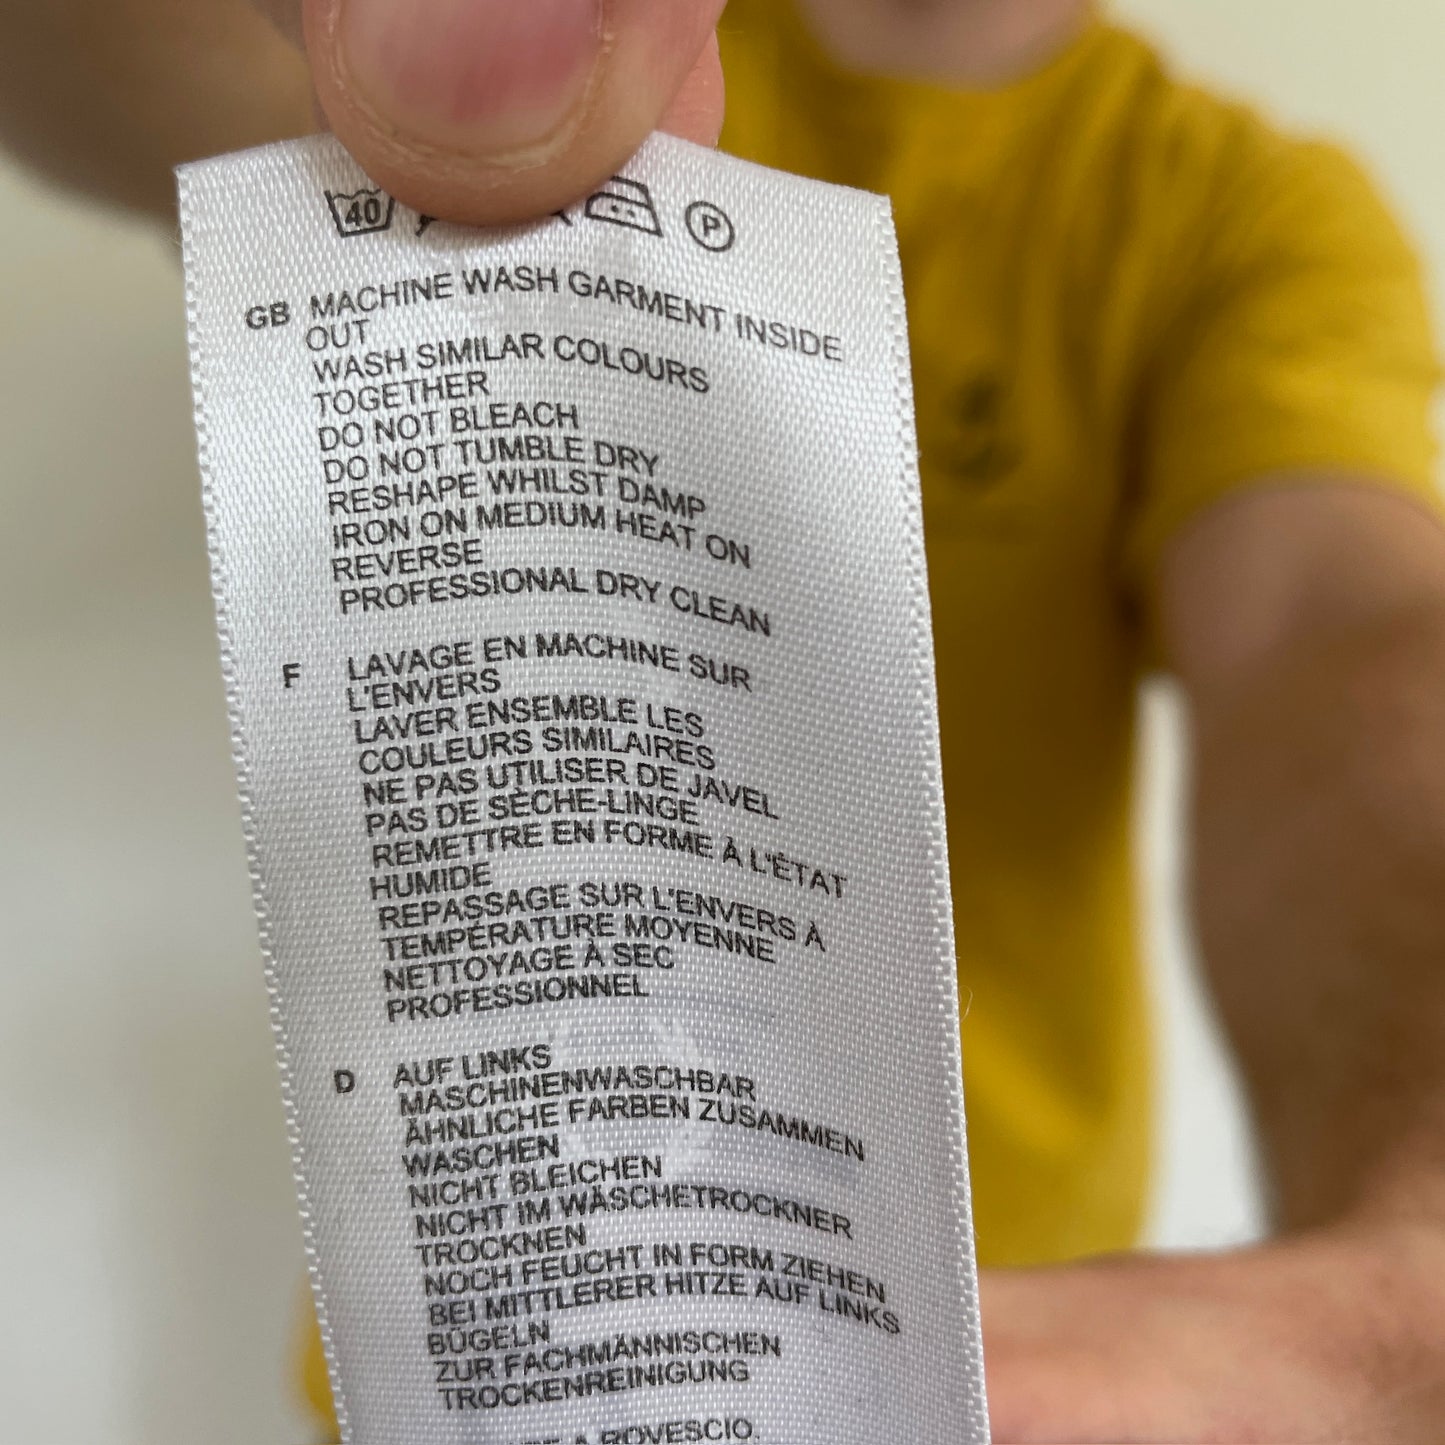 40 P
GB MACHINE WASH GARMENT INSIDE
OUT
WASH SIMILAR COLOURS
TOGETHER
DO NOT BLEACH
DO NOT TUMBLE DRY
RESHAPE WHILST DAMP
IRON ON MEDIUM HEAT ON
REVERSE
PROFESSIONAL DRY CLEAN
F LAVAGE EN MACHINE SUR
L'ENVERS
LAVER ENSEMBLE LES
COULEURS SIMILAIRES
NE PAS UTILISER DE JAVEL
PAS DE SÈCHE-LINGE
REMETTRE EN FORME À L'ÉTAT
HUMIDE
REPASSAGE SUR L'ENVERS À
TEMPÉRATURE MOYENNE
NETTOYAGE À SEC
PROFESSIONNEL
D AUF LINKS
MASCHINENWASCHBAR
ÄHNLICHE FARBEN ZUSAMMEN
WASCHEN
NICHT BLEICHEN
NICHT IM WÄSCHETROCKNER
TROCKNEN
NOCH FEUCHT IN FORM ZIEHEN
BEI MITTLERER HITZE AUF LINKS
BÜGELN
ZUR FACHMÄNNISCHEN
TROCKENREINIGUNG
A ROVESCIO.